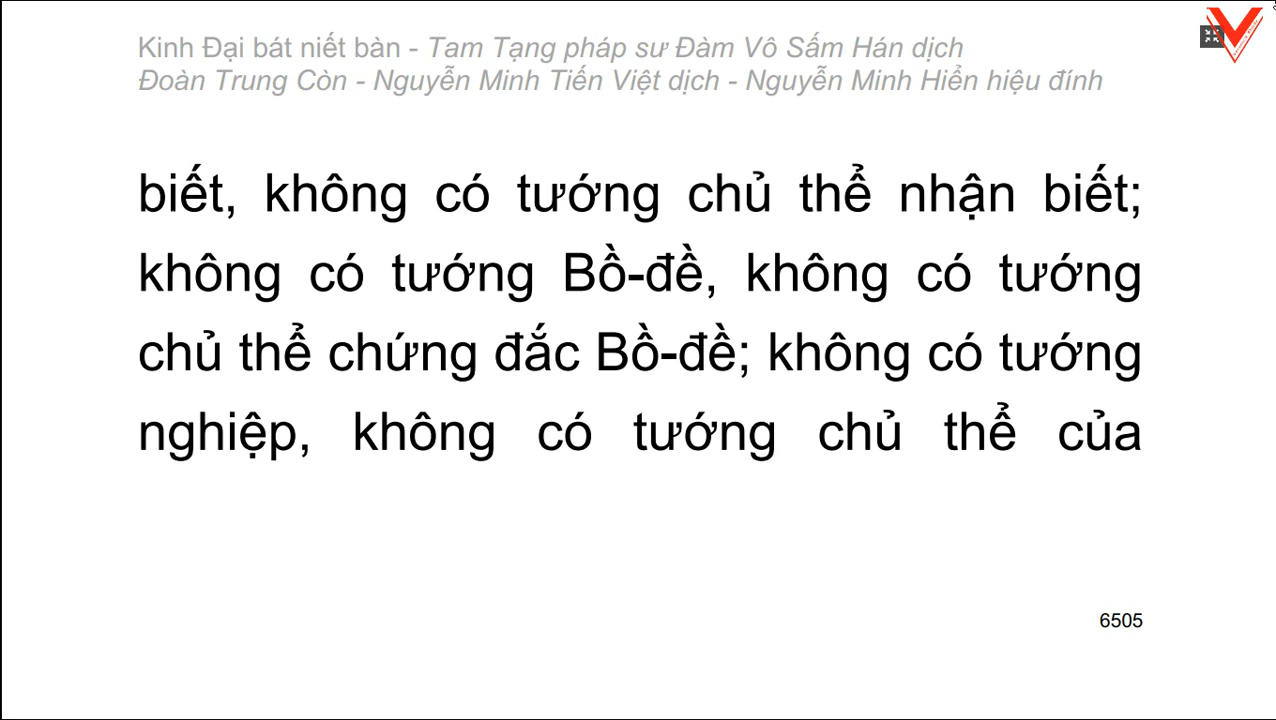 Kinh Đại bát niết bàn - Tam Tạng pháp sư Đàm Vô Sấm Hán dịch
Đoàn Trung Còn - Nguyễn Minh Tiến Việt dịch - Nguyễn Minh Hiển hiệu đính
biết, không có tướng chủ thể nhận biết;
không có tướng Bồ-đề, không có tướng
chủ thể chứng đắc Bồ-đề; không có tướng
nghiệp, không có tướng chủ thể của
6505